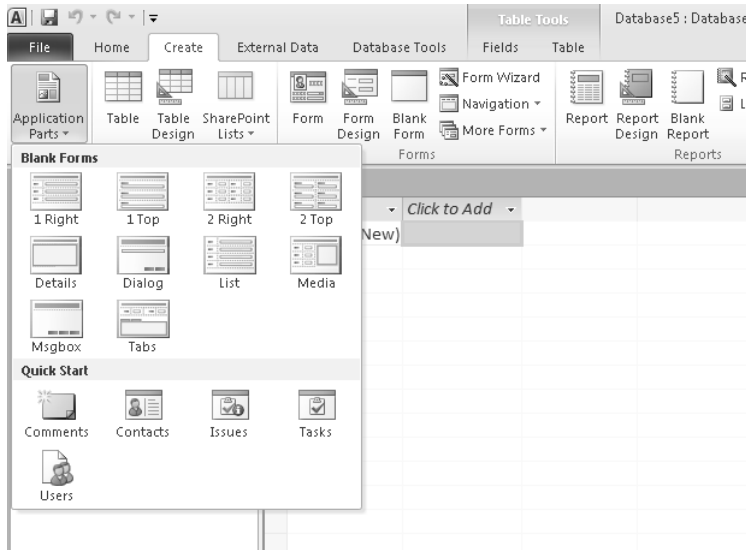 Table Tools
Database5 : Database
File Home Create External Data Database Tools Fields Table
Application Parts
Table
Table Design
SharePoint Lists
Form
Form Design
Blank Form
Form Wizard
Navigation
More Forms
Report
Report Design
Blank Report
R
L
Forms
Reports
Blank Forms
1 Right 1 Top 2 Right 2 Top
Details Dialog List Media
Msgbox Tabs
Quick Start
Comments Contacts Issues Tasks
Users
Click to Add
New)